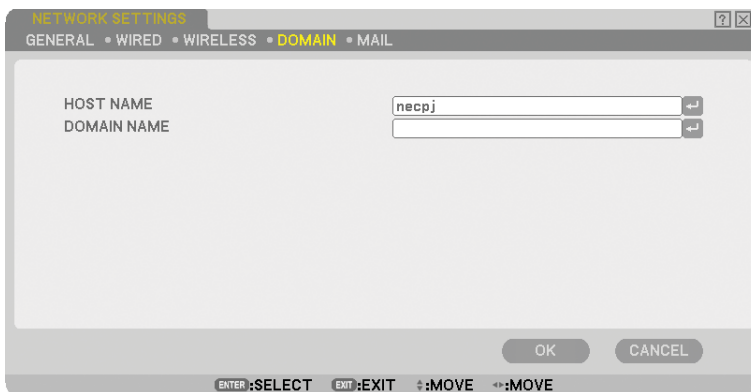 NETWORK SETTINGS
GENERAL • WIRED • WIRELESS • DOMAIN • MAIL
HOST NAME necpj
DOMAIN NAME
OK CANCEL
ENTER :SELECT EXIT :EXIT :MOVE :MOVE